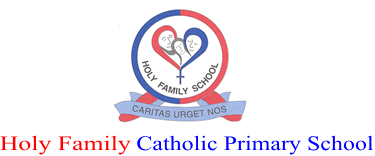 HOLY FAMILY SCHOOL
CARITAS URGET NOS
Holy Family Catholic Primary School